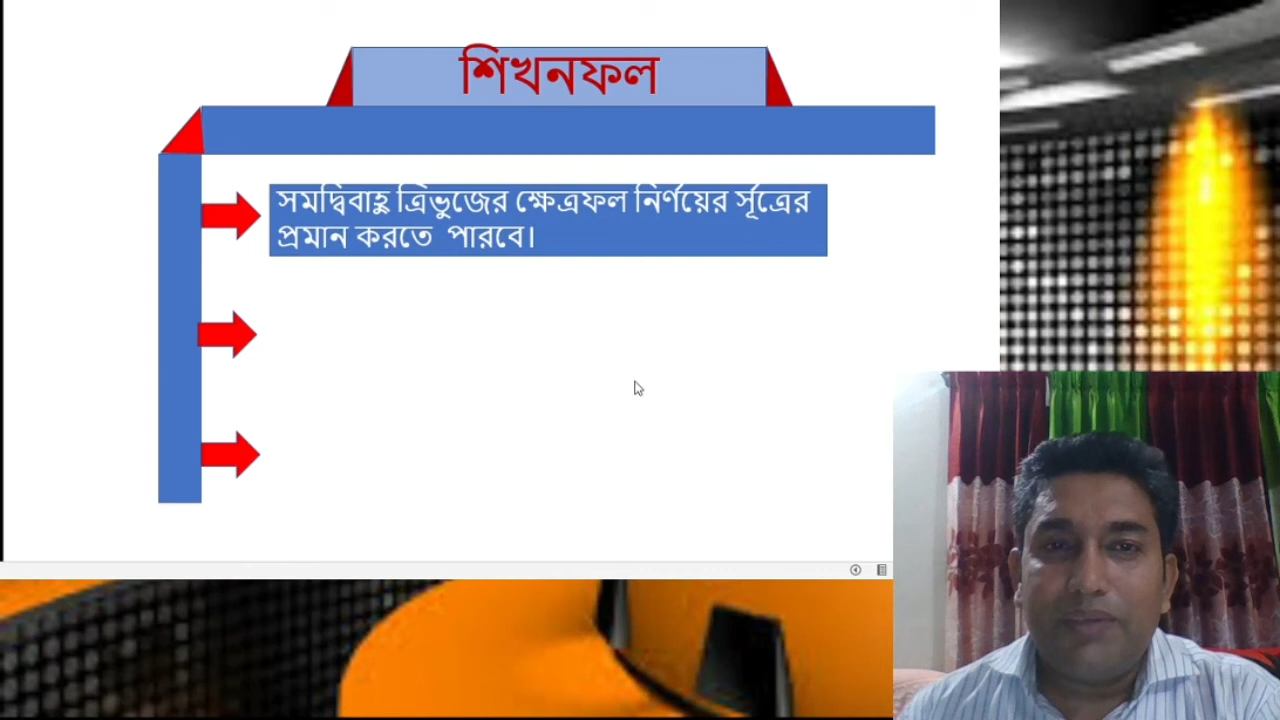 শিখনফল
সমদ্বিবাহু ত্রিভুজের ক্ষেত্রফল নির্ণয়ের র্সূত্রের
প্রমান করতে পারবে।